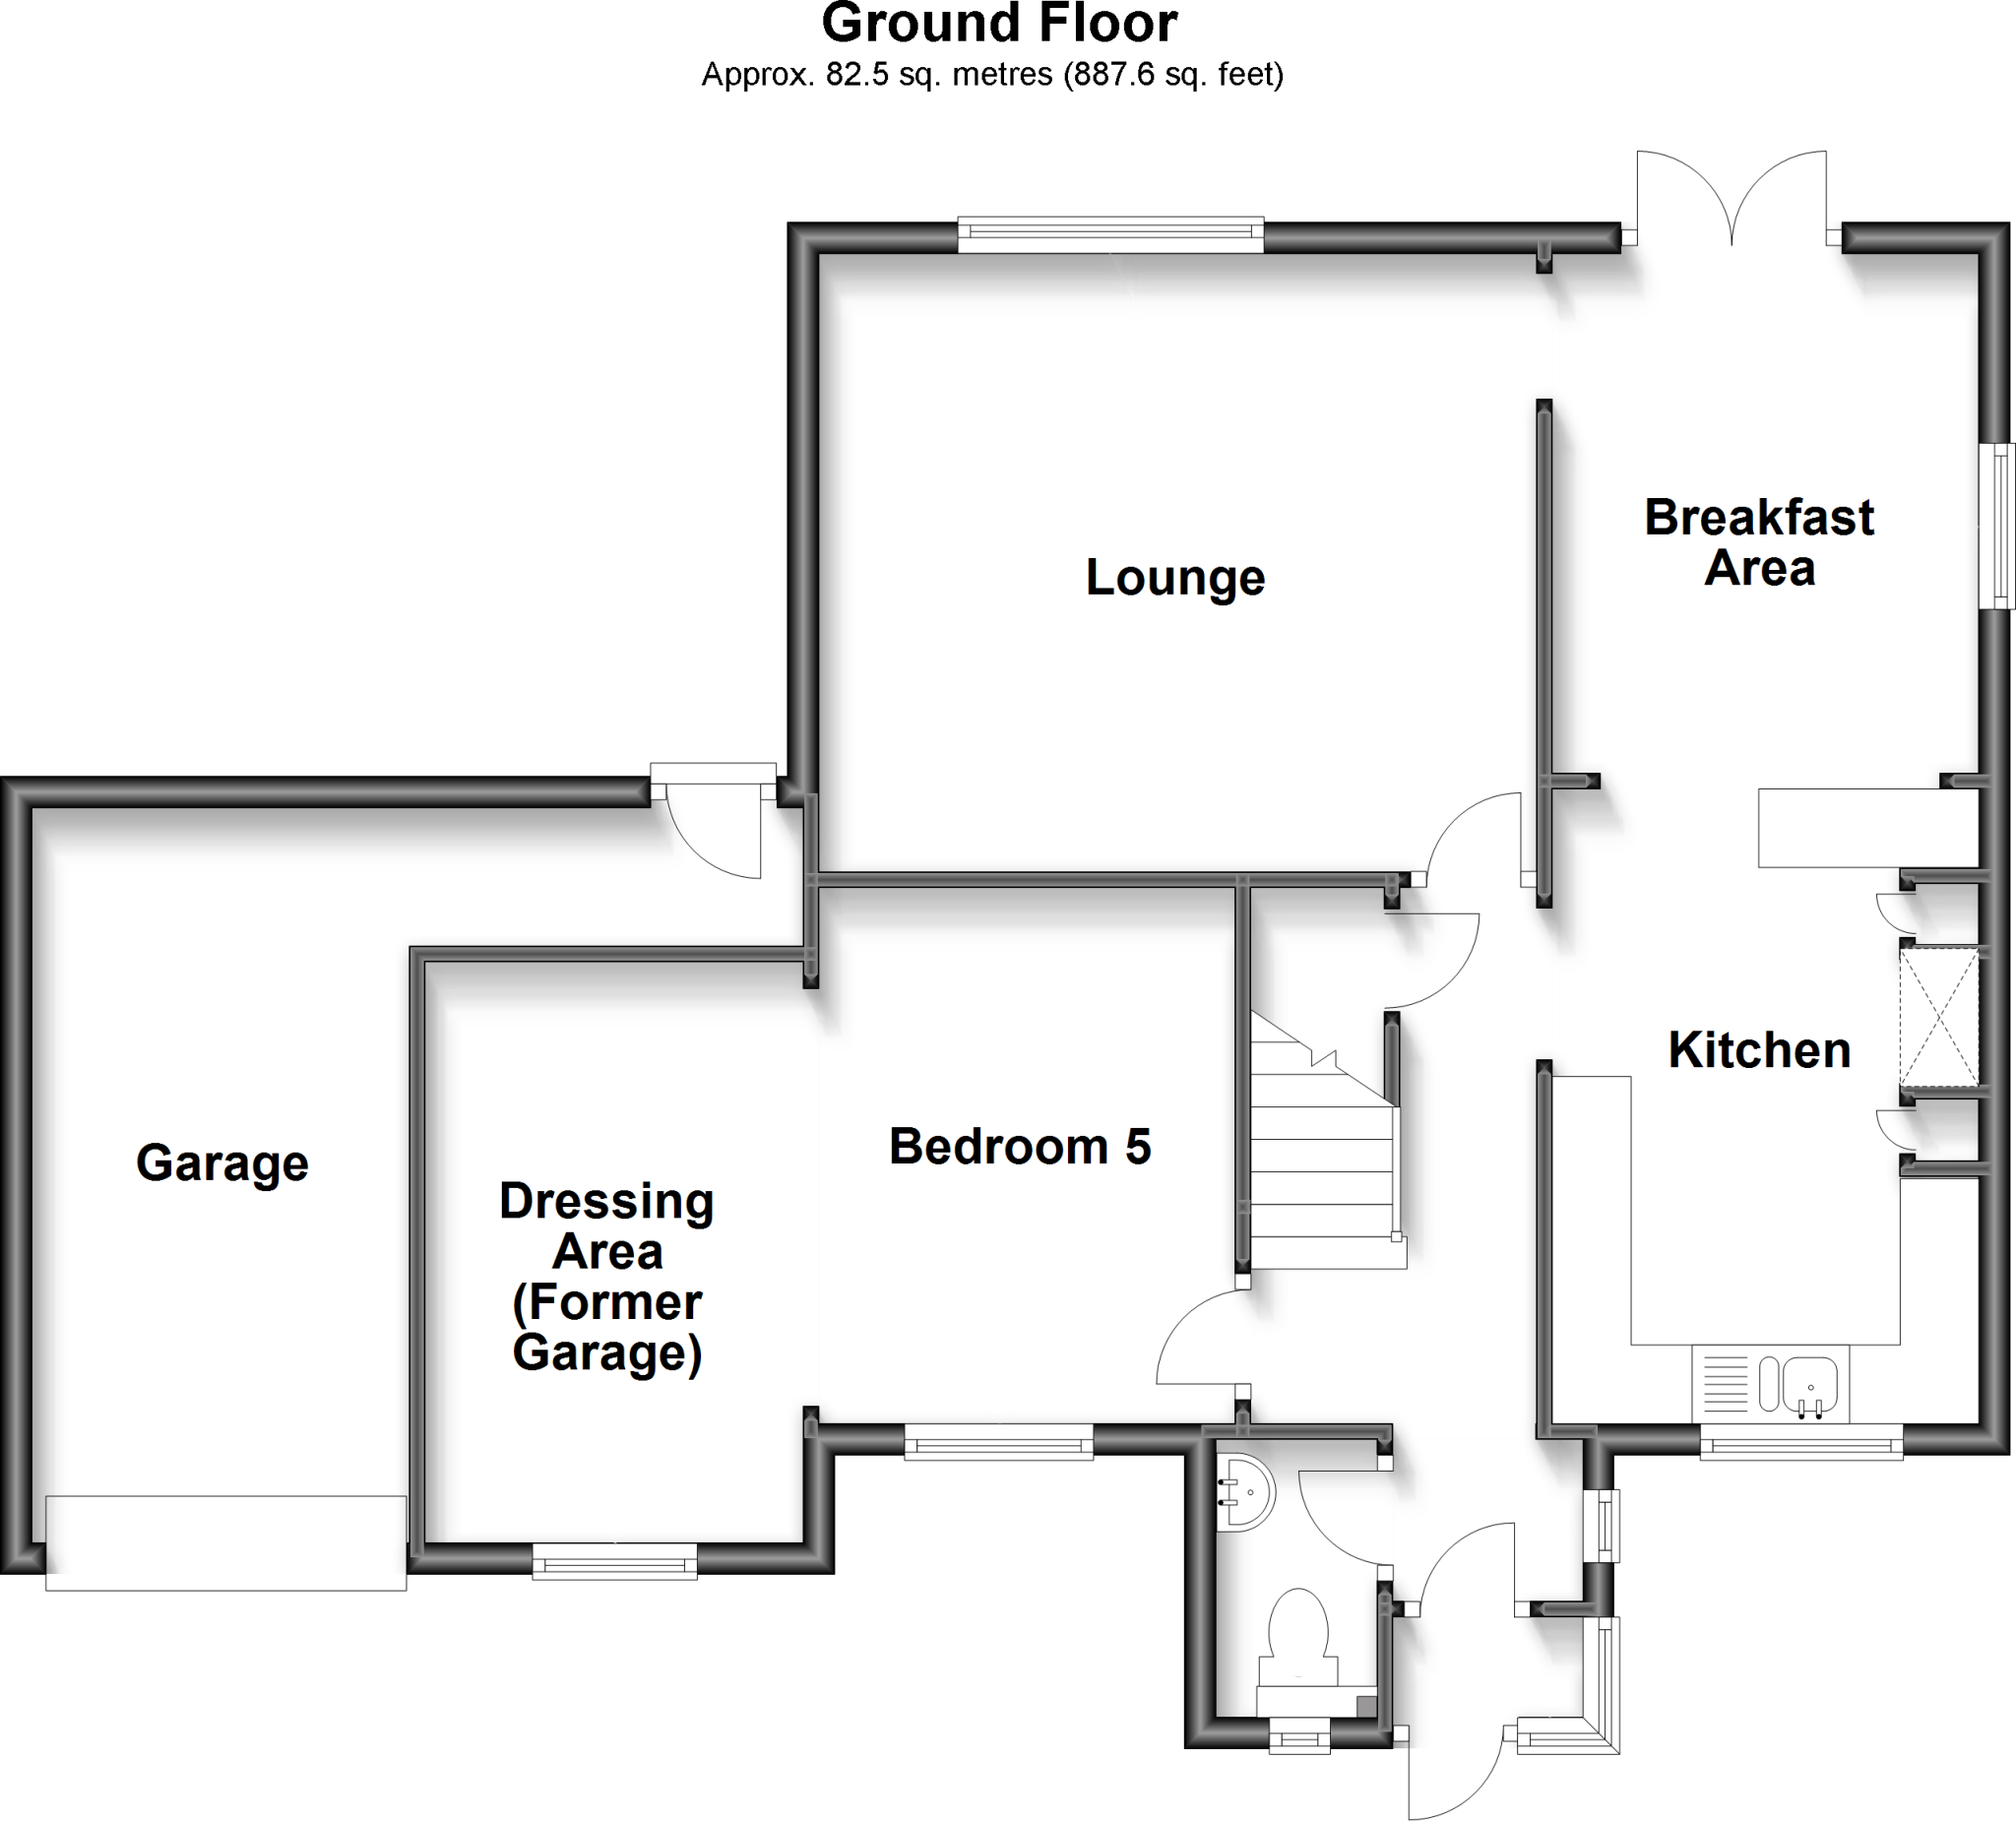 Ground Floor
Approx. 82.5 sq. metres (887.6 sq. feet)
Breakfast
Area
Lounge
Kitchen
Bedroom 5
Garage
Dressing
Area
(Former
Garage)